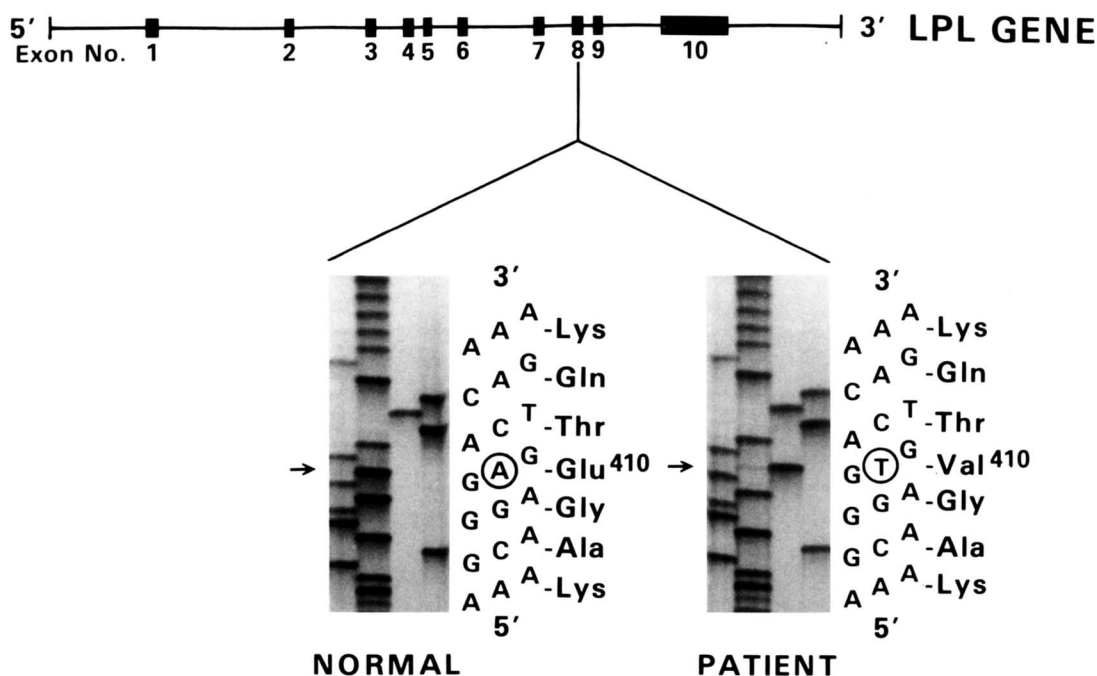 5′ 3′ LPL GENE
Exon No. 1 2 3 4 5 6 7 8 9 10
3′
A A A -Lys
C A G -Gln
A C T -Thr
→ G A G -Glu410
G G A -Gly
G C A -Ala
A A A -Lys
5′
NORMAL
3′
A A A -Lys
C A G -Gln
A C T -Thr
→ G T G -Val410
G G A -Gly
G C A -Ala
A A A -Lys
5′
PATIENT